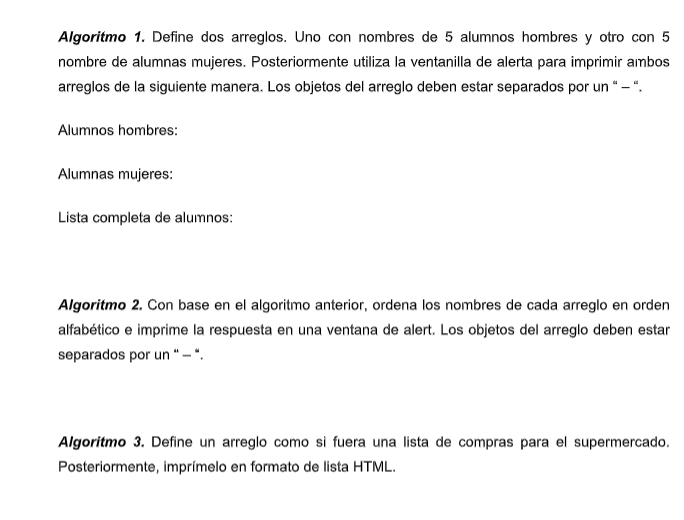 Algoritmo 1. Define dos arreglos. Uno con nombres de 5 alumnos hombres y otro con 5
nombre de alumnas mujeres. Posteriormente utiliza la ventanilla de alerta para imprimir ambos
arreglos de la siguiente manera. Los objetos del arreglo deben estar separados por un “ – “.
Alumnos hombres:
Alumnas mujeres:
Lista completa de alumnos:
Algoritmo 2. Con base en el algoritmo anterior, ordena los nombres de cada arreglo en orden
alfabético e imprime la respuesta en una ventana de alert. Los objetos del arreglo deben estar
separados por un “ – “.
Algoritmo 3. Define un arreglo como si fuera una lista de compras para el supermercado.
Posteriormente, imprímelo en formato de lista HTML.